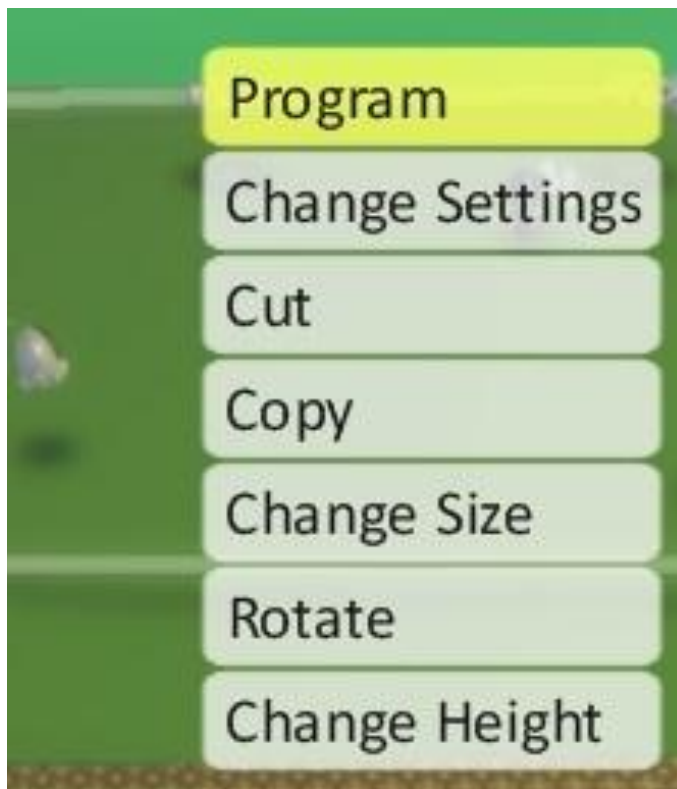 Program
Change Settings
Cut
Copy
Change Size
Rotate
Change Height